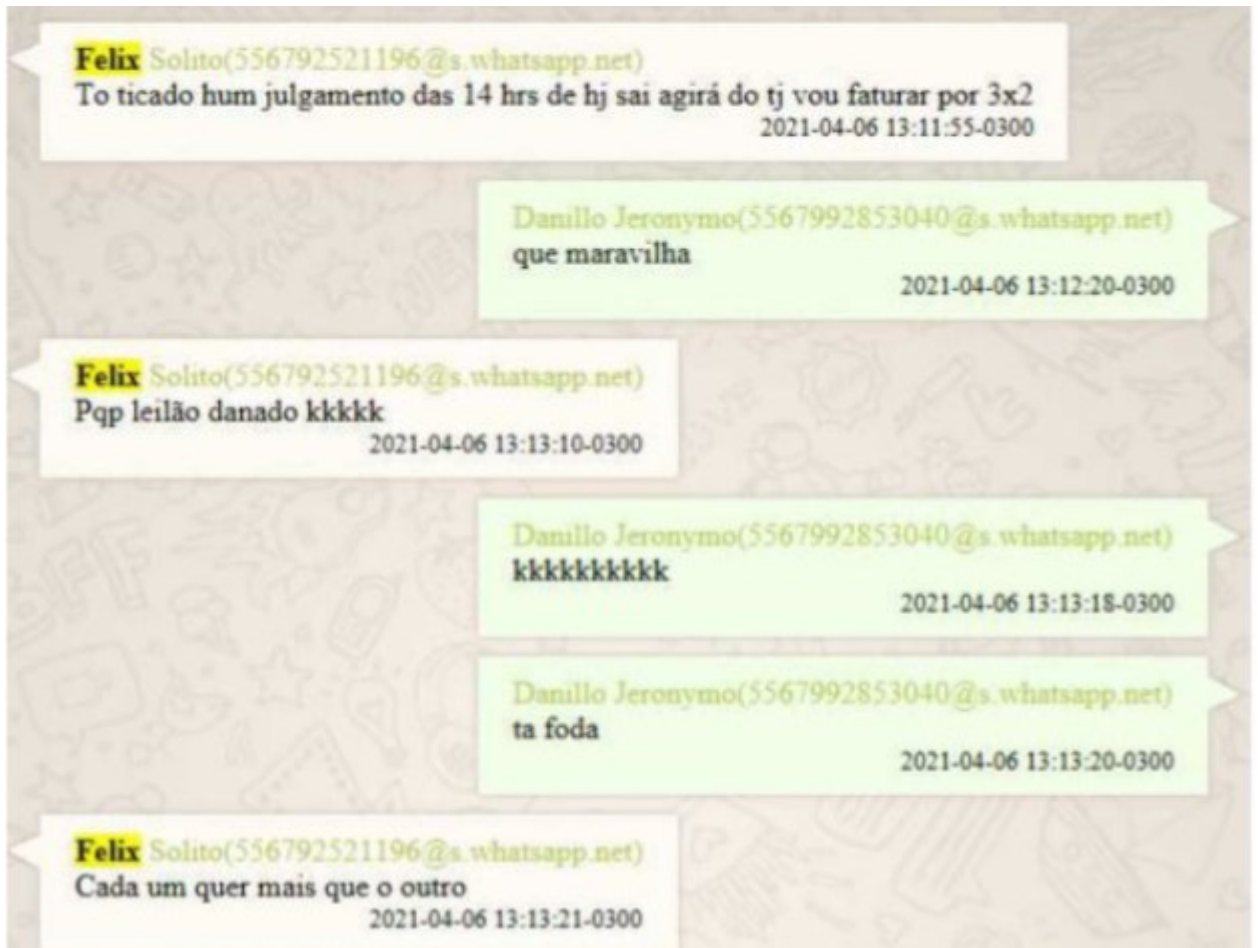 Felix Solito(556792521196@s.whatsapp.net)
To ticado hum julgamento das 14 hrs de hj sai agirá do tj vou faturar por 3x2
2021-04-06 13:11:55-0300
Danillo Jeronymo(5567992853040@s.whatsapp.net)
que maravilha
2021-04-06 13:12:20-0300
Felix Solito(556792521196@s.whatsapp.net)
Pqp leilão danado kkkkk
2021-04-06 13:13:10-0300
Danillo Jeronymo(5567992853040@s.whatsapp.net)
kkkkkkkkkk
2021-04-06 13:13:18-0300
Danillo Jeronymo(5567992853040@s.whatsapp.net)
ta foda
2021-04-06 13:13:20-0300
Felix Solito(556792521196@s.whatsapp.net)
Cada um quer mais que o outro
2021-04-06 13:13:21-0300